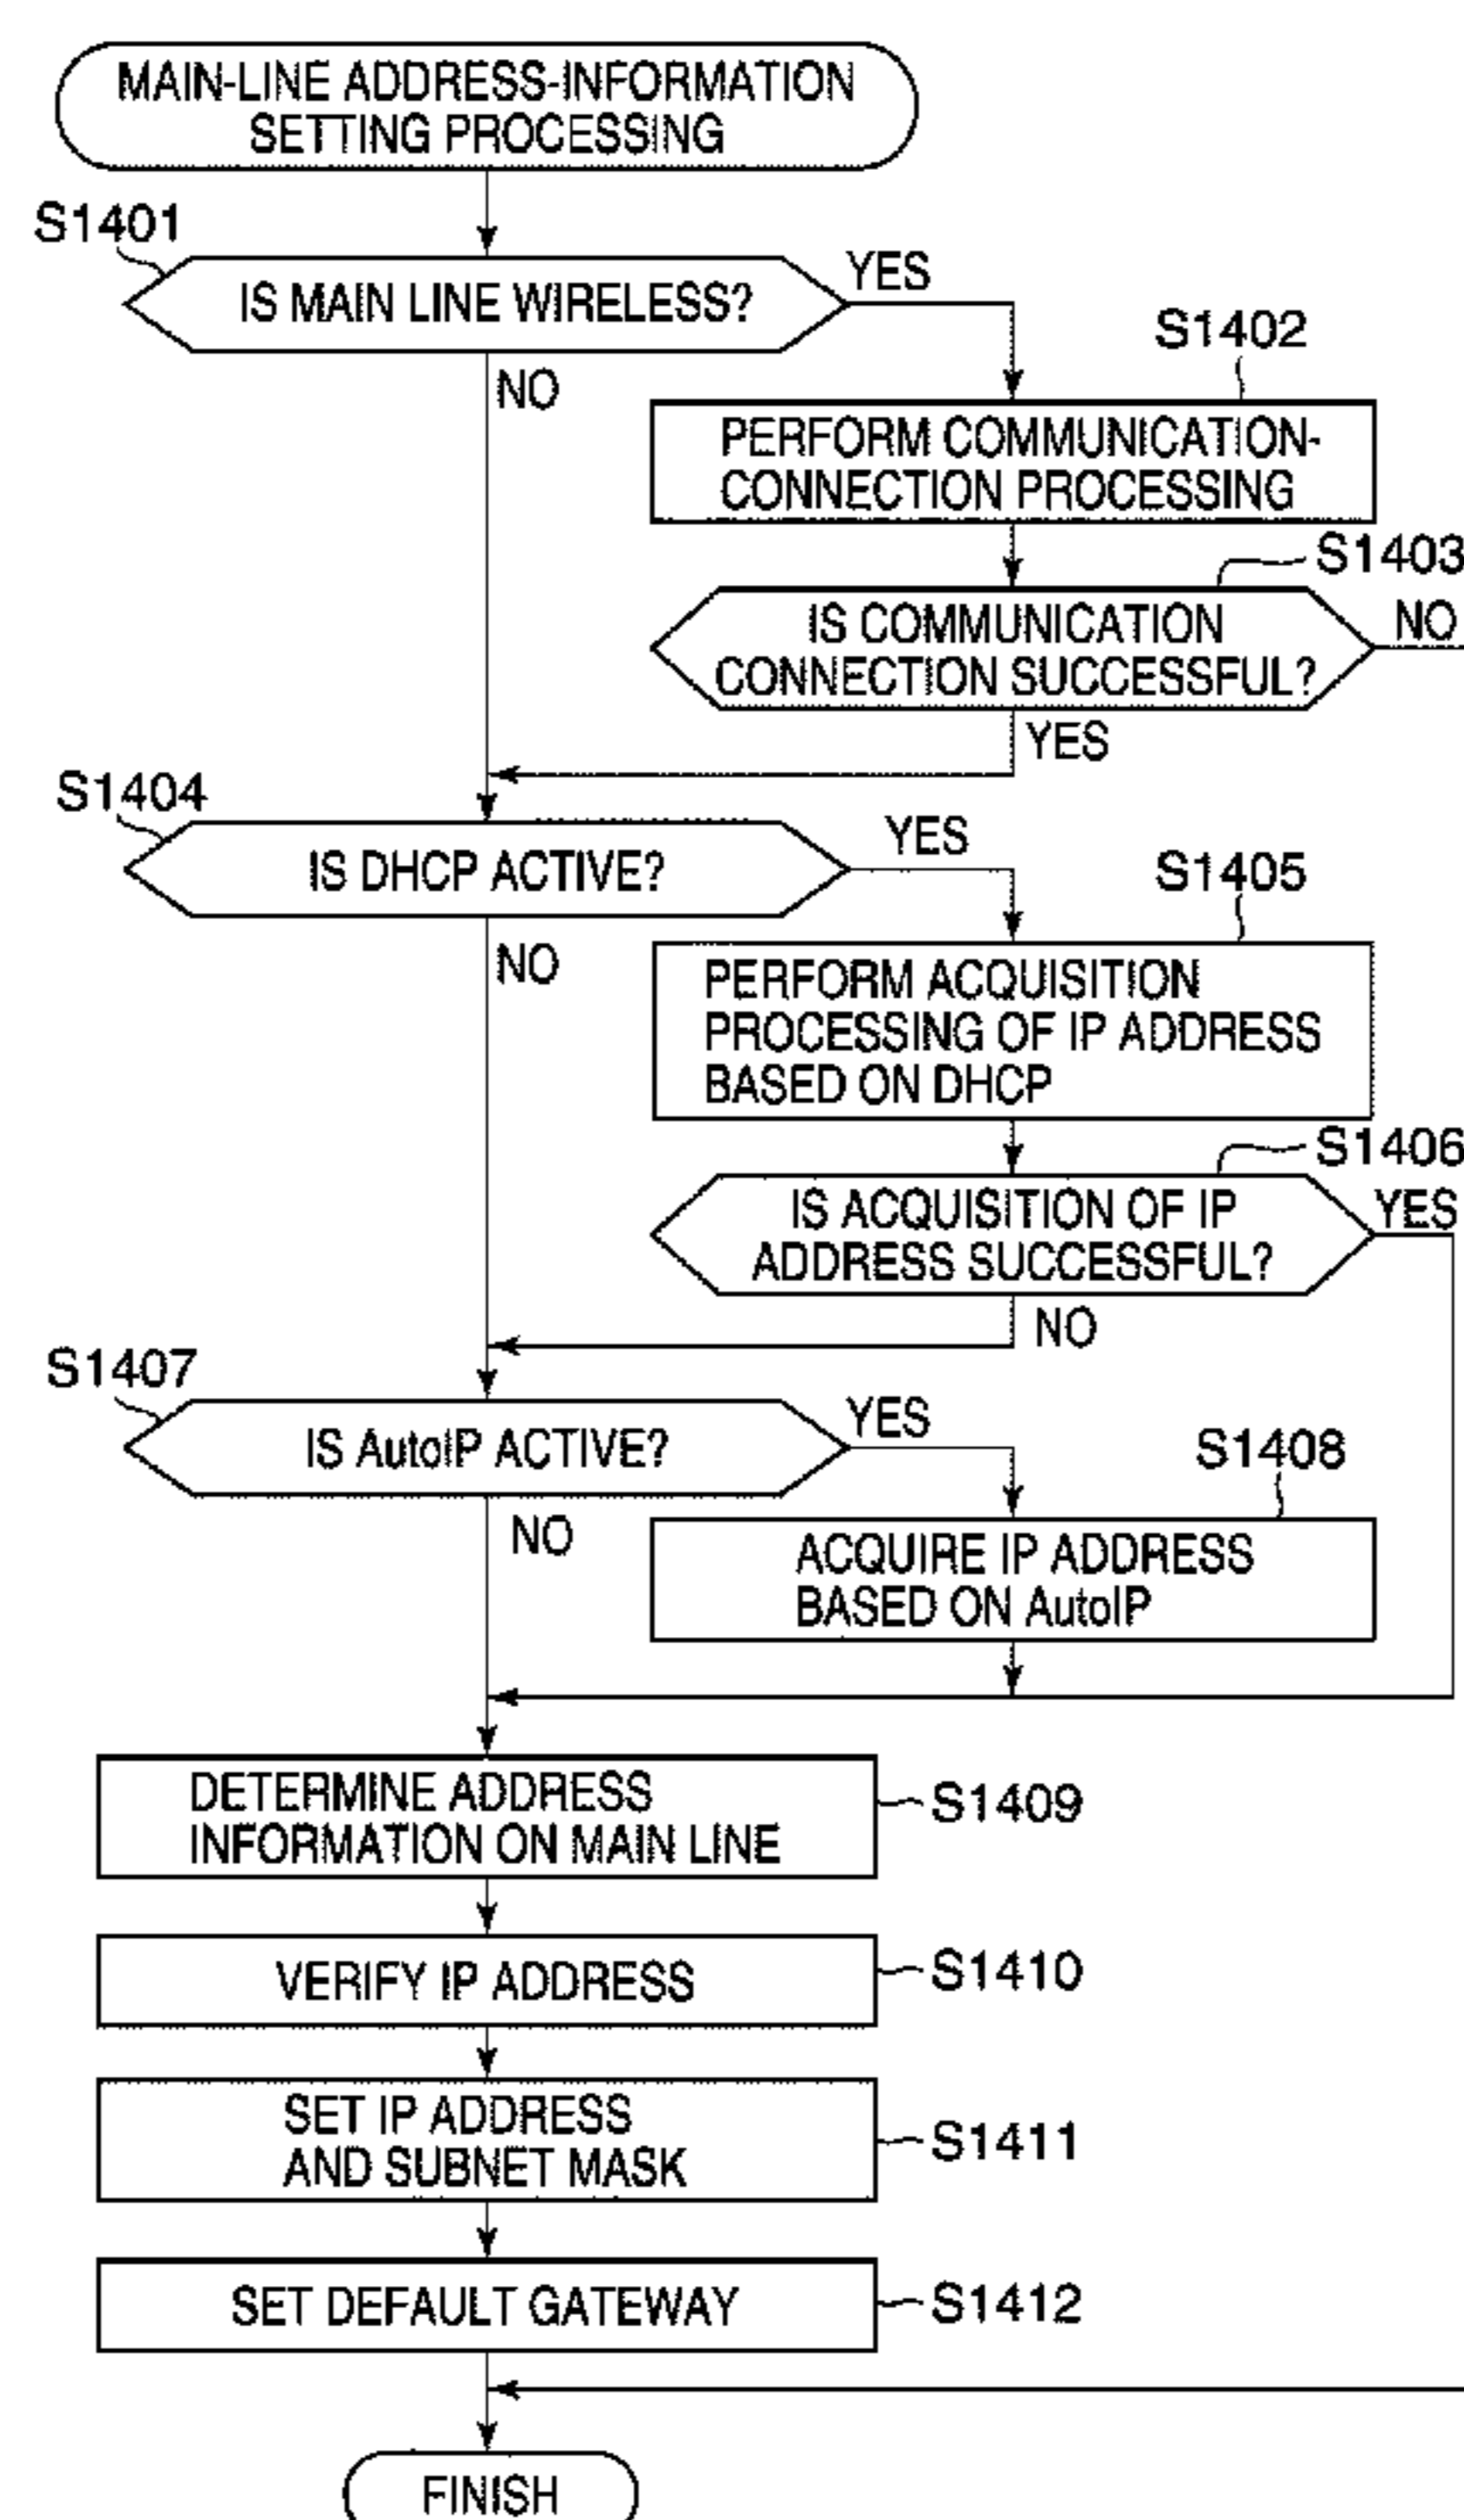 MAIN-LINE ADDRESS-INFORMATION
SETTING PROCESSING
S1401
IS MAIN LINE WIRELESS?
YES
NO
S1402
PERFORM COMMUNICATION-
CONNECTION PROCESSING
S1403
IS COMMUNICATION
CONNECTION SUCCESSFUL?
NO
YES
S1404
IS DHCP ACTIVE?
YES
NO
S1405
PERFORM ACQUISITION
PROCESSING OF IP ADDRESS
BASED ON DHCP
S1406
IS ACQUISITION OF IP
ADDRESS SUCCESSFUL?
YES
NO
S1407
IS AutoIP ACTIVE?
YES
NO
S1408
ACQUIRE IP ADDRESS
BASED ON AutoIP
DETERMINE ADDRESS
INFORMATION ON MAIN LINE
S1409
VERIFY IP ADDRESS
S1410
SET IP ADDRESS
AND SUBNET MASK
S1411
SET DEFAULT GATEWAY
S1412
FINISH